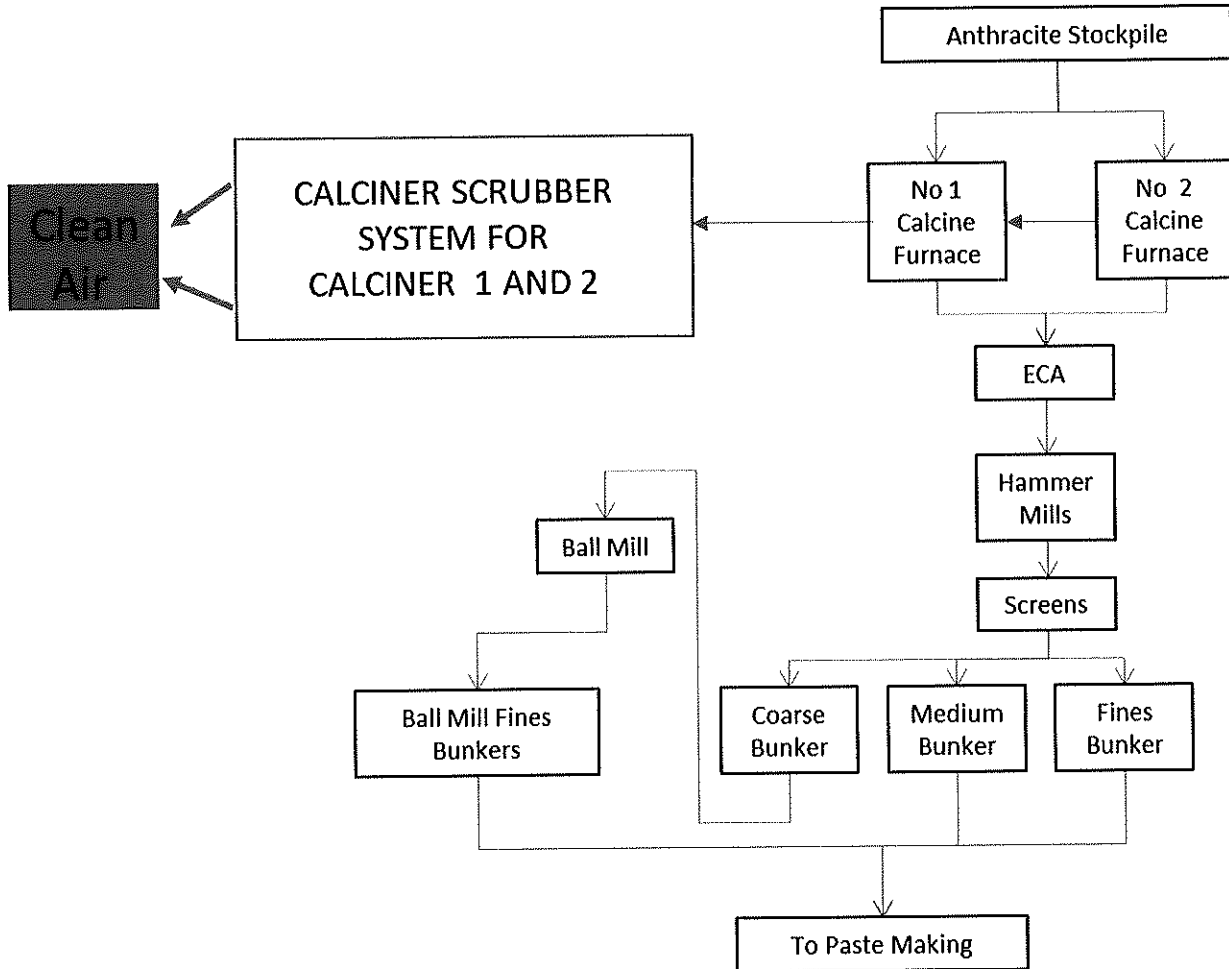 Anthracite Stockpile
No 1
Calcine
Furnace
No 2
Calcine
Furnace
CALCINER SCRUBBER
SYSTEM FOR
CALCINER 1 AND 2
Clean
Air
ECA
Hammer
Mills
Ball Mill
Screens
Ball Mill Fines
Bunkers
Coarse
Bunker
Medium
Bunker
Fines
Bunker
To Paste Making